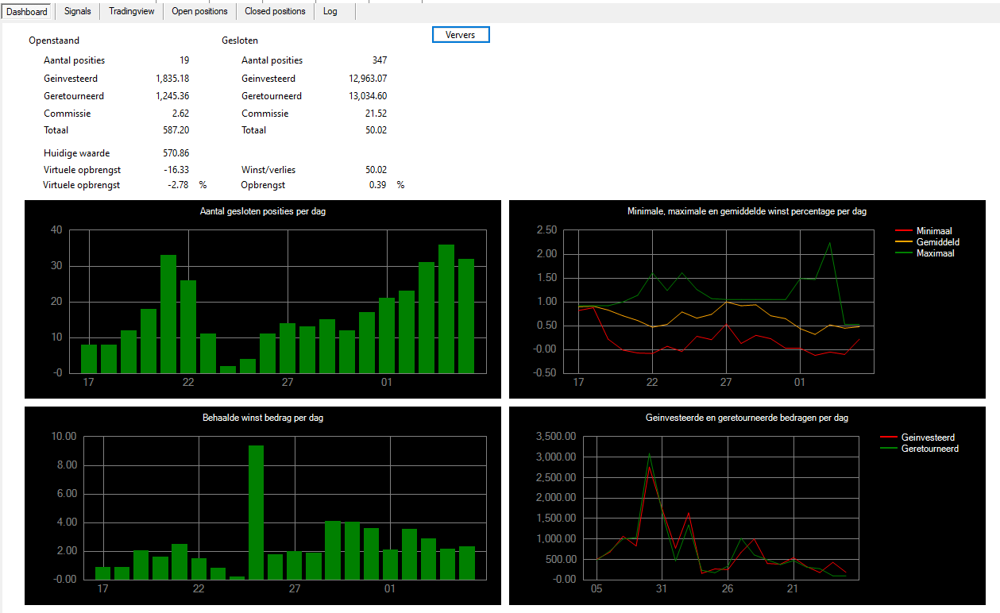 Dashboard Signals Tradingview Open positions Closed positions Log
Ververs
Openstaand Gesloten
Aantal posities 19 Aantal posities 347
Geinvesteerd 1,835.18 Geinvesteerd 12,963.07
Geretourneerd 1,245.36 Geretourneerd 13,034.60
Commissie 2.62 Commissie 21.52
Totaal 587.20 Totaal 50.02
Huidige waarde 570.86
Virtuele opbrengst -16.33 Winst/verlies 50.02
Virtuele opbrengst -2.78 % Opbrengst 0.39 %
Aantal gesloten posities per dag
40
30
20
10
-0
17 22 27 01
Minimale, maximale en gemiddelde winst percentage per dag
2.50
2.00
1.50
1.00
0.50
-0.00
-0.50
17 22 27 01
Minimaal
Gemiddeld
Maximaal
Behaalde winst bedrag per dag
10.00
8.00
6.00
4.00
2.00
-0.00
17 22 27 01
Geinvesteerde en geretourneerde bedragen per dag
3,500.00
3,000.00
2,500.00
2,000.00
1,500.00
1,000.00
500.00
-0.00
05 31 26 21
Geinvesteerd
Geretourneerd